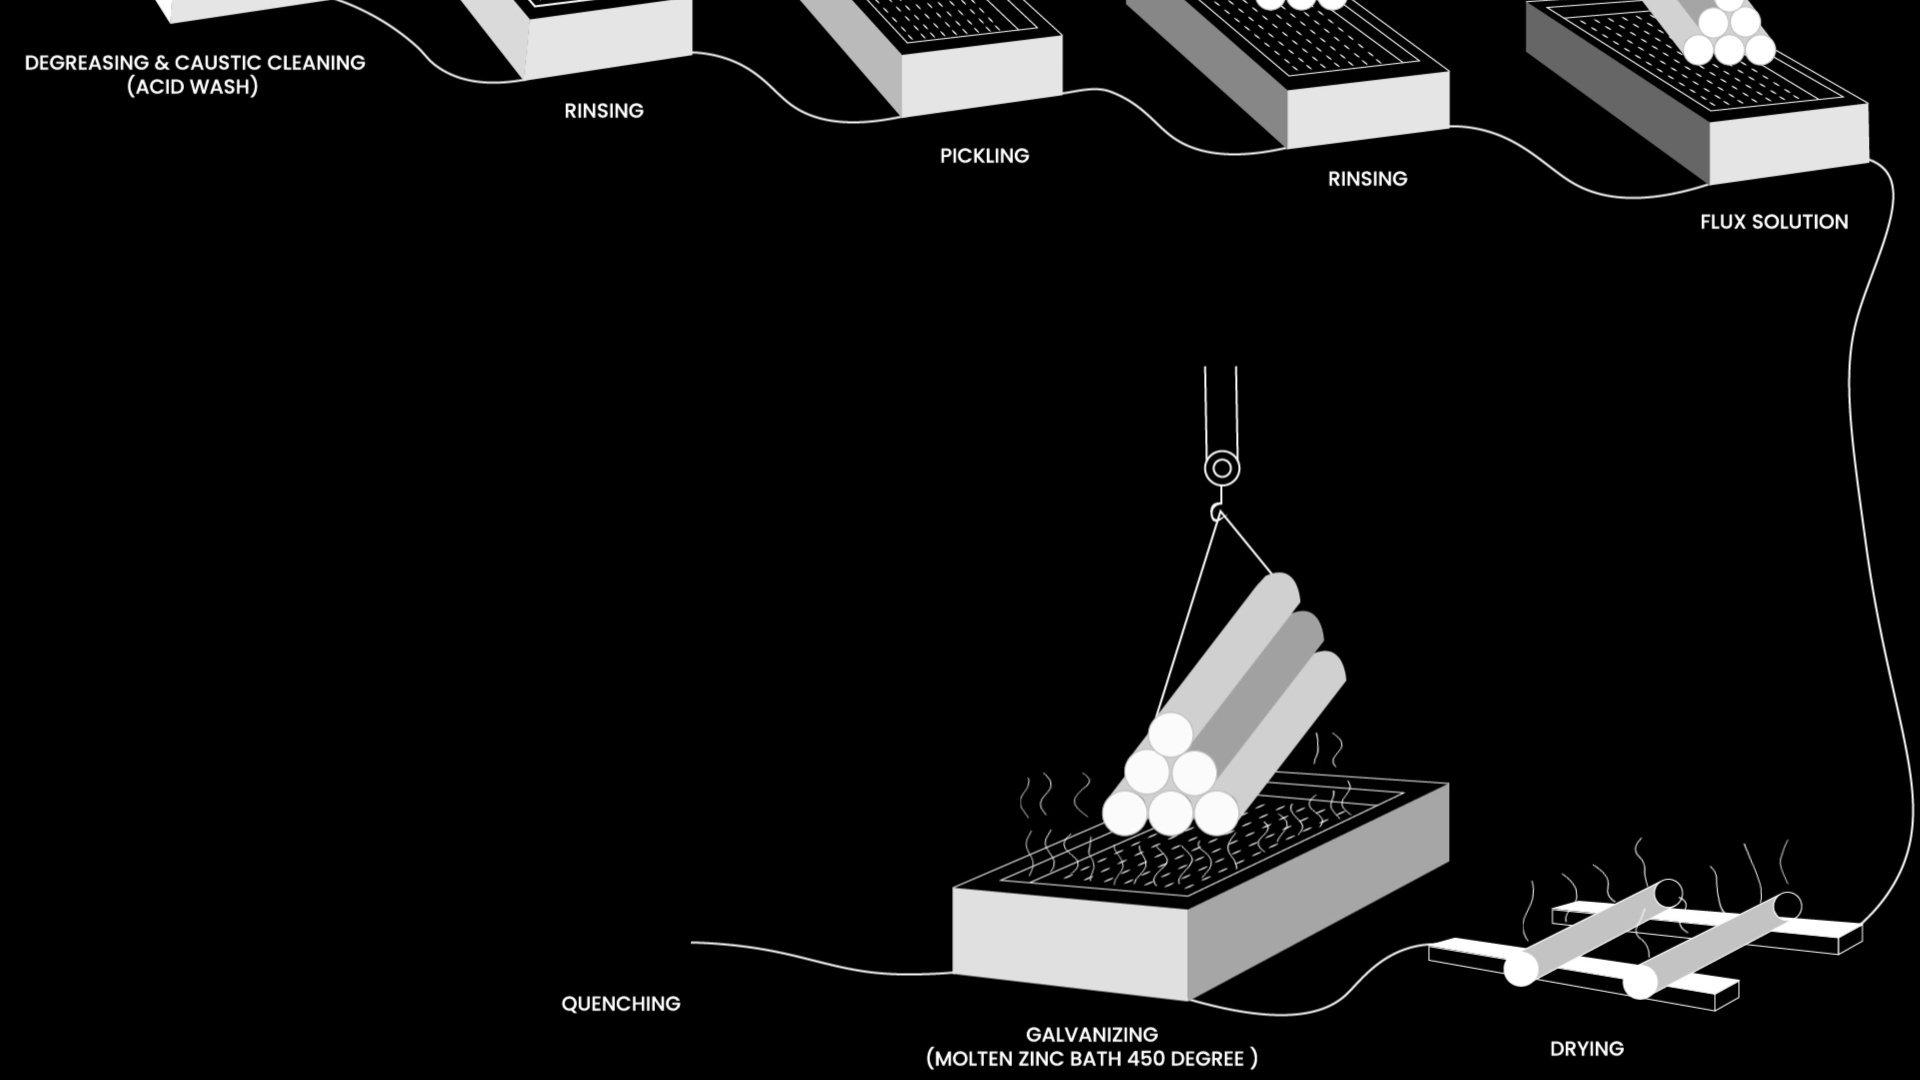 DEGREASING & CAUSTIC CLEANING
(ACID WASH)
RINSING
PICKLING
RINSING
FLUX SOLUTION
QUENCHING
GALVANIZING
(MOLTEN ZINC BATH 450 DEGREE )
DRYING